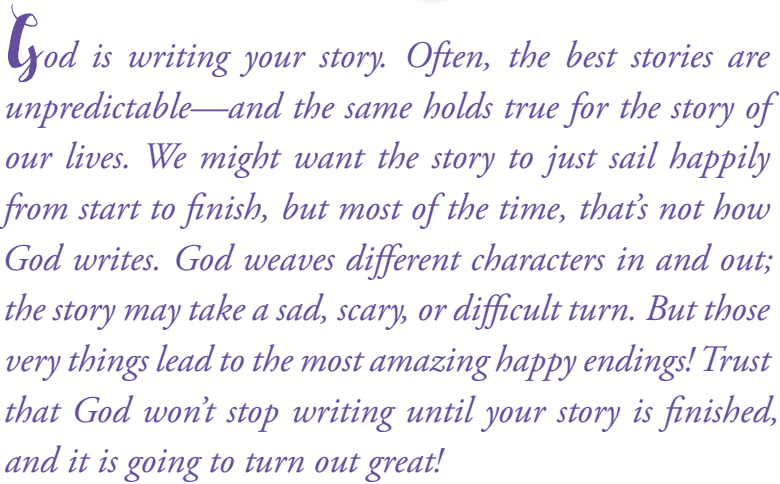 God is writing your story. Often, the best stories are
unpredictable—and the same holds true for the story of
our lives. We might want the story to just sail happily
from start to finish, but most of the time, that’s not how
God writes. God weaves different characters in and out;
the story may take a sad, scary, or difficult turn. But those
very things lead to the most amazing happy endings! Trust
that God won’t stop writing until your story is finished,
and it is going to turn out great!